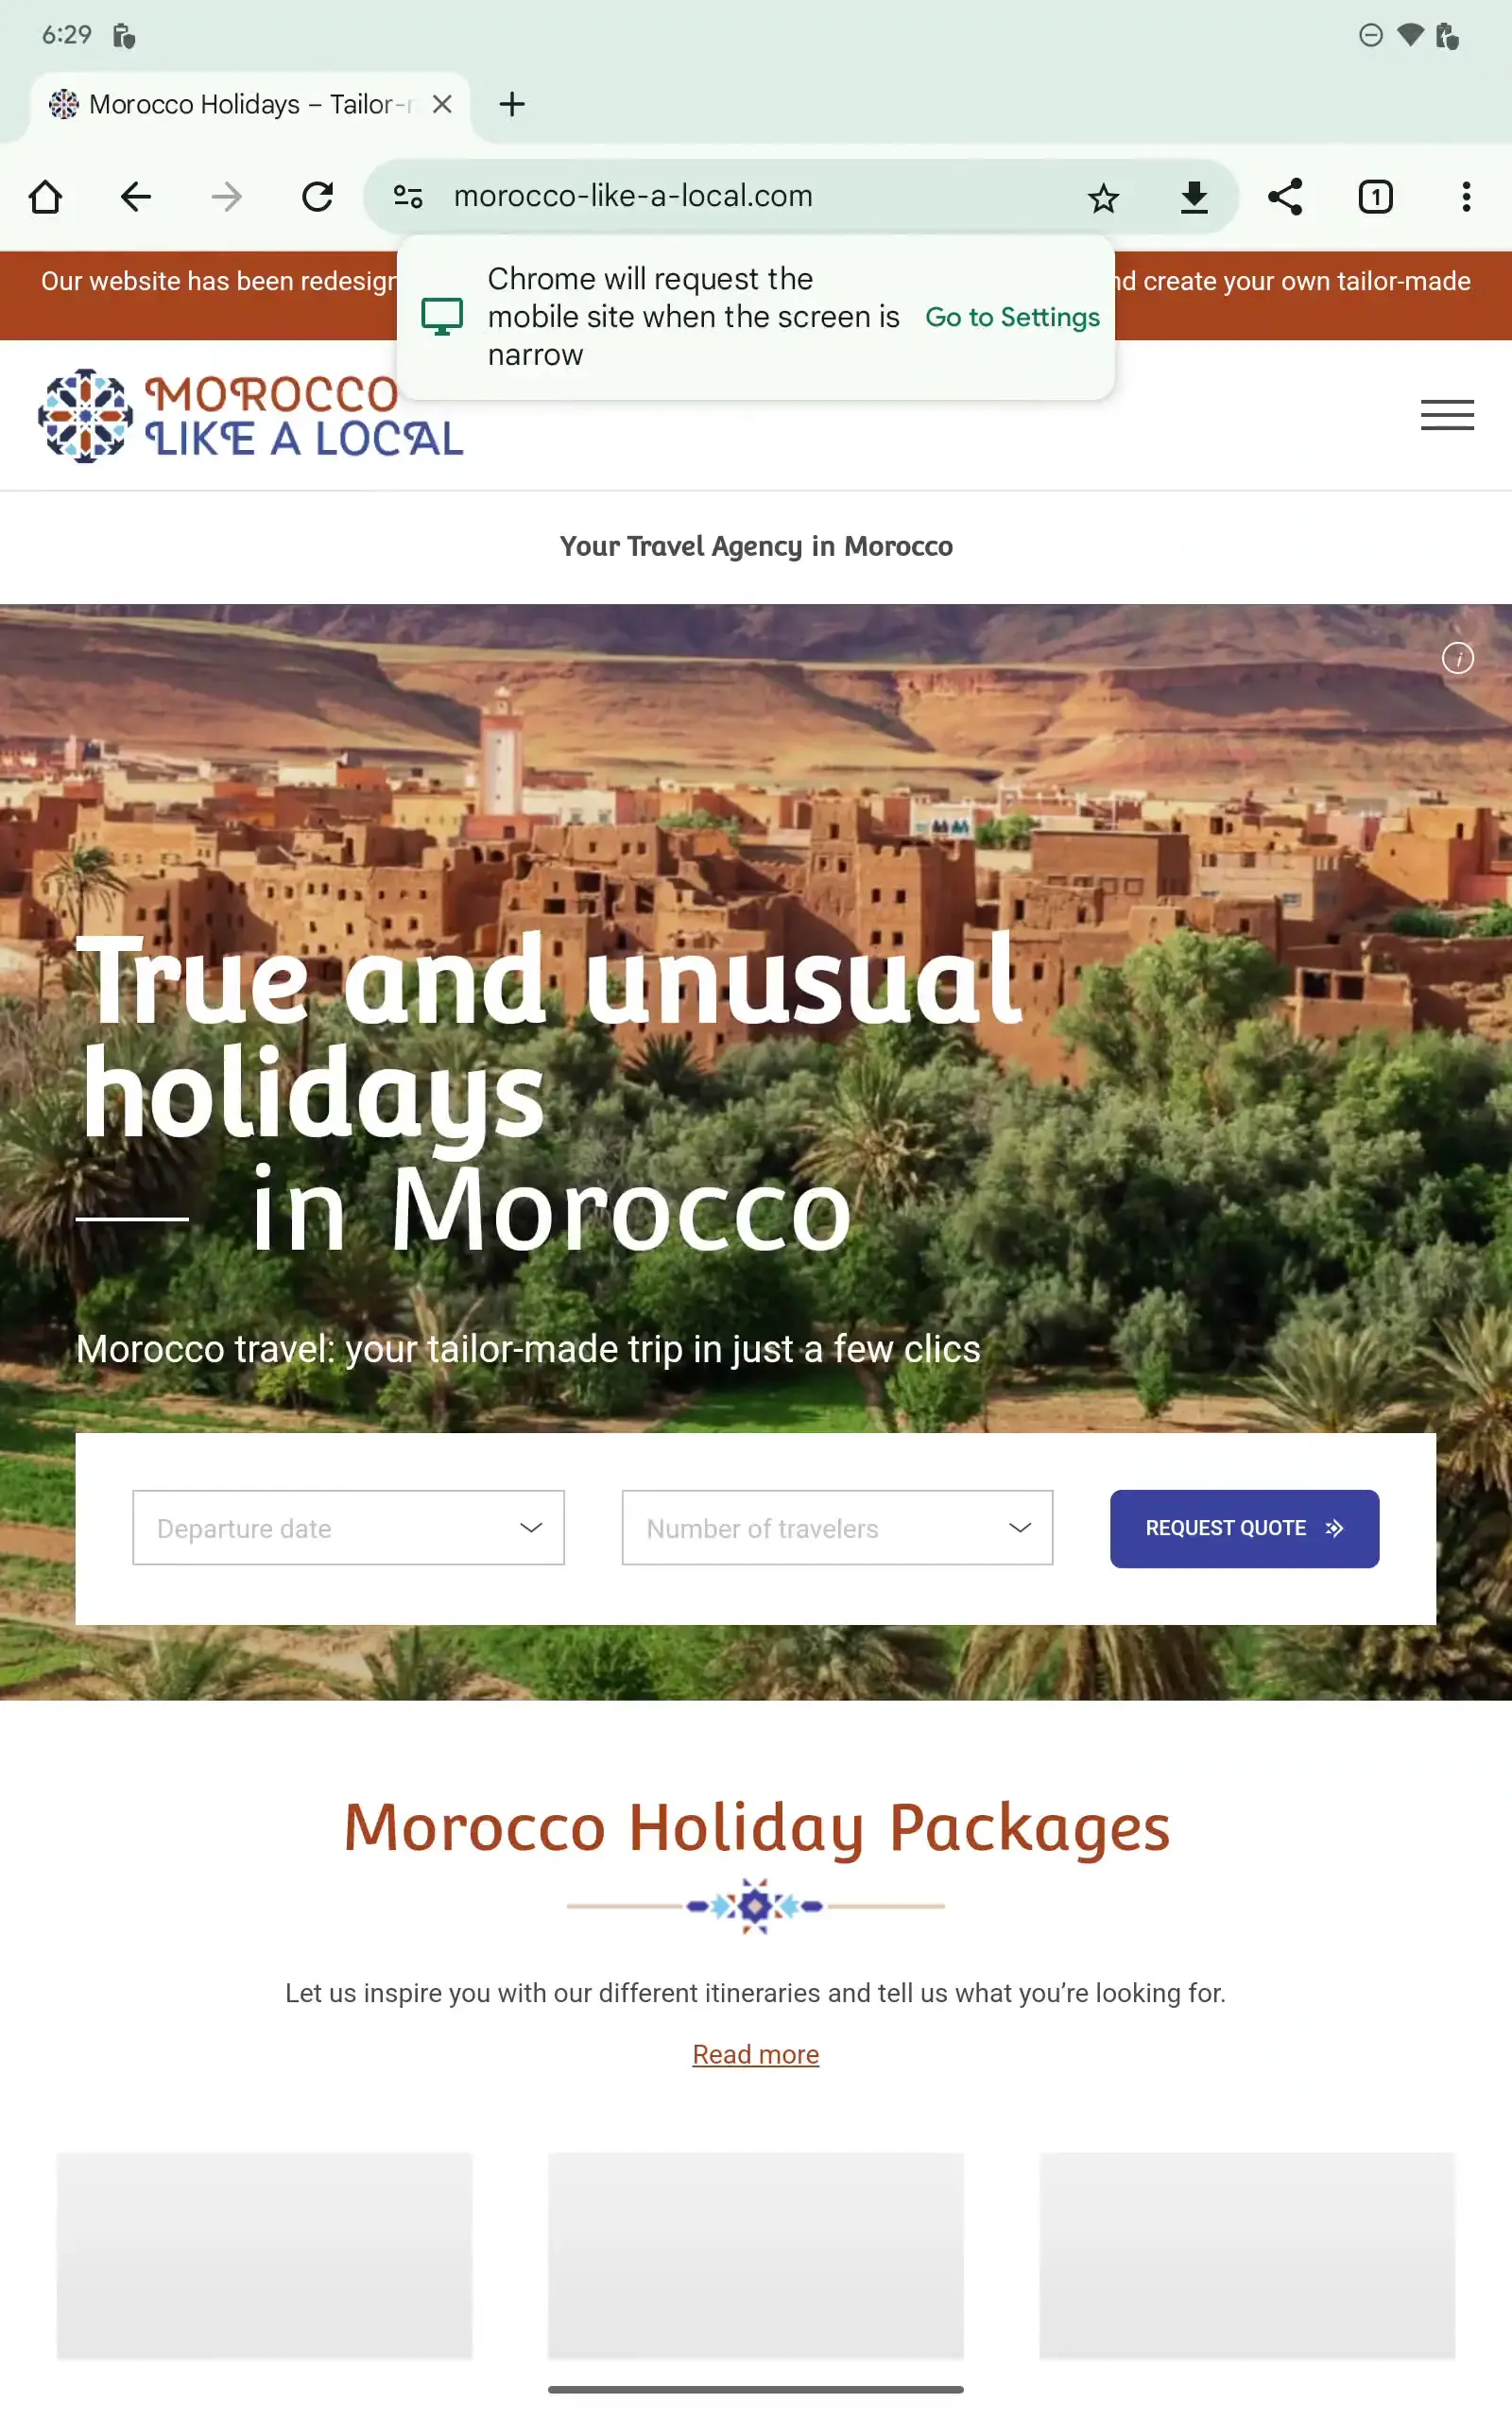 6:29
Morocco Holidays – Tailor-
morocco-like-a-local.com
1
Chrome will request the
mobile site when the screen is
narrow
Go to Settings
Our website has been redesig
nd create your own tailor-made
MOROCCO
LIKE A LOCAL
Your Travel Agency in Morocco
i
True and unusual
holidays
in Morocco
Morocco travel: your tailor-made trip in just a few clics
Departure date
Number of travelers
REQUEST QUOTE
Morocco Holiday Packages
Let us inspire you with our different itineraries and tell us what you’re looking for.
Read more